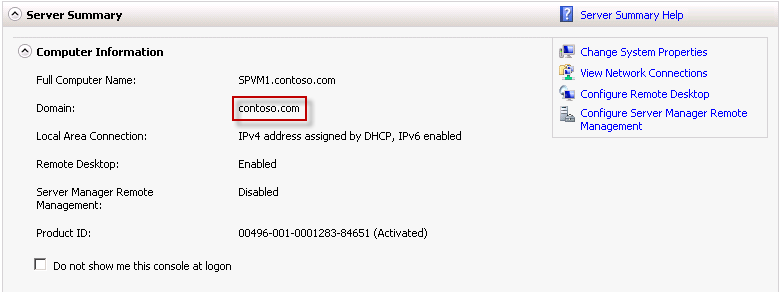 Server Summary
Server Summary Help
Computer Information
Full Computer Name: SPVM1.contoso.com
Domain: contoso.com
Local Area Connection: IPv4 address assigned by DHCP, IPv6 enabled
Remote Desktop: Enabled
Server Manager Remote Disabled
Management:
Product ID: 00496-001-0001283-84651 (Activated)
Do not show me this console at logon
Change System Properties
View Network Connections
Configure Remote Desktop
Configure Server Manager Remote
Management